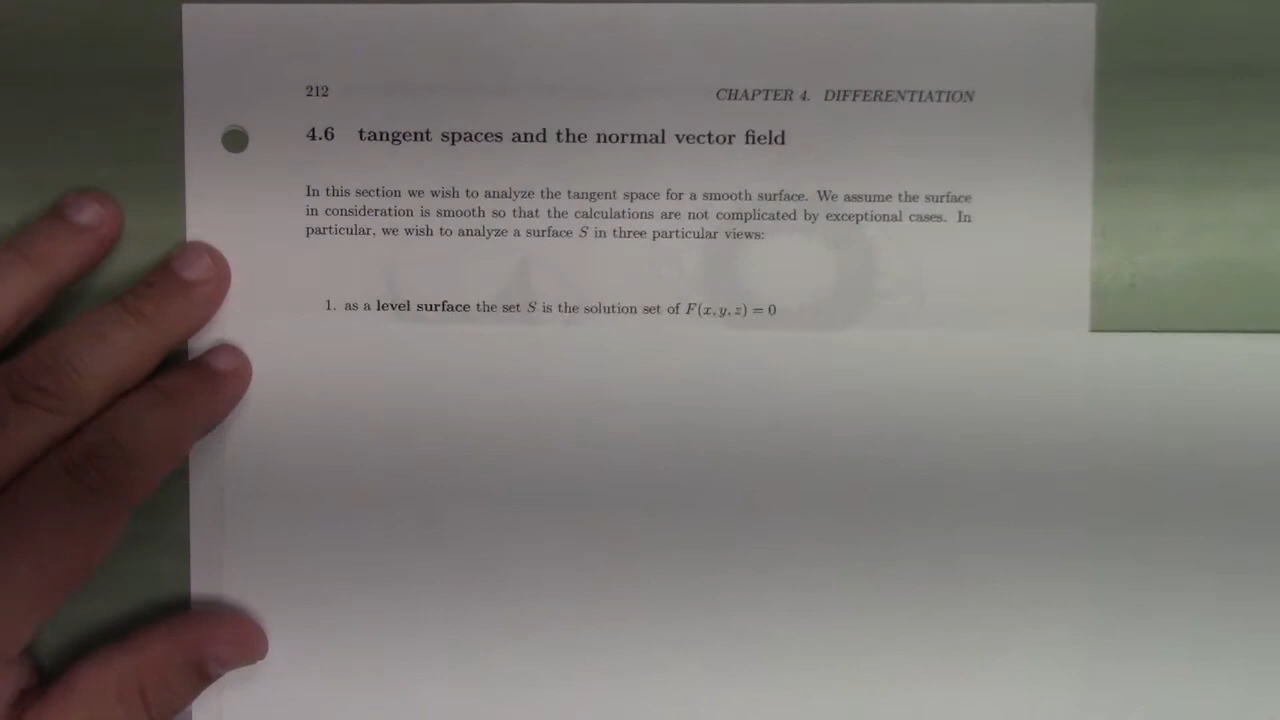 212
CHAPTER 4. DIFFERENTIATION
4.6 tangent spaces and the normal vector field
In this section we wish to analyze the tangent space for a smooth surface. We assume the surface
in consideration is smooth so that the calculations are not complicated by exceptional cases. In
particular, we wish to analyze a surface S in three particular views:
1. as a level surface the set S is the solution set of F(x, y, z) = 0